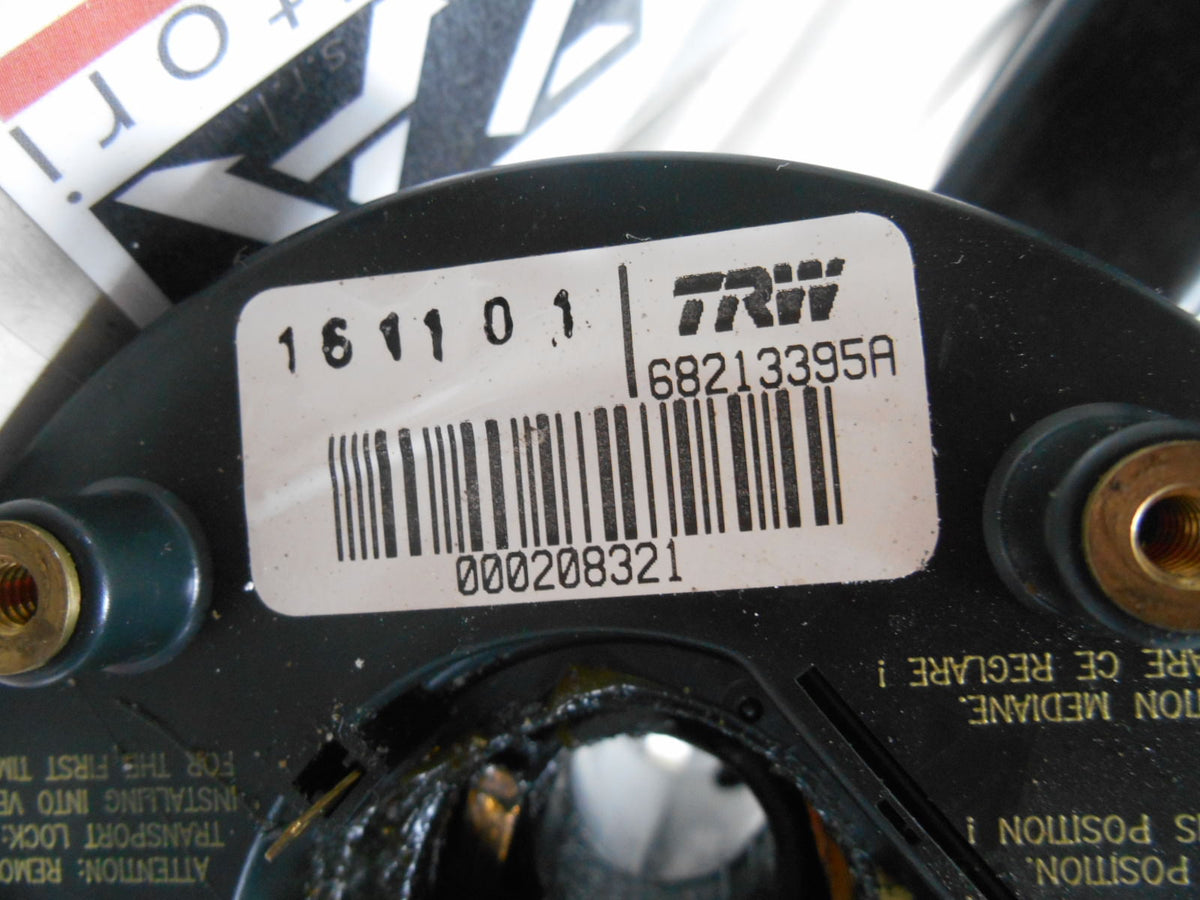 s.r.l.
161101
TRW
68213395A
000208321
ATTENTION: REMO
TRANSPORT LOCK:
INSTALLING INTO VE
FOR THE FIRST TIM
POSITION.
S POSITION !
TION MEDIANE.
ARE CE REGLARE !